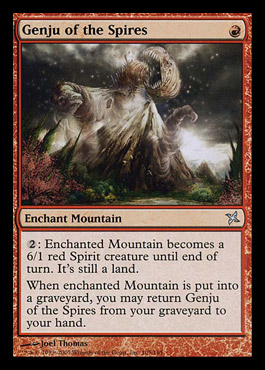 Genju of the Spires
Enchant Mountain
2: Enchanted Mountain becomes a
6/1 red Spirit creature until end of
turn. It's still a land.
When enchanted Mountain is put into
a graveyard, you may return Genju
of the Spires from your graveyard to
your hand.
Joel Thomas